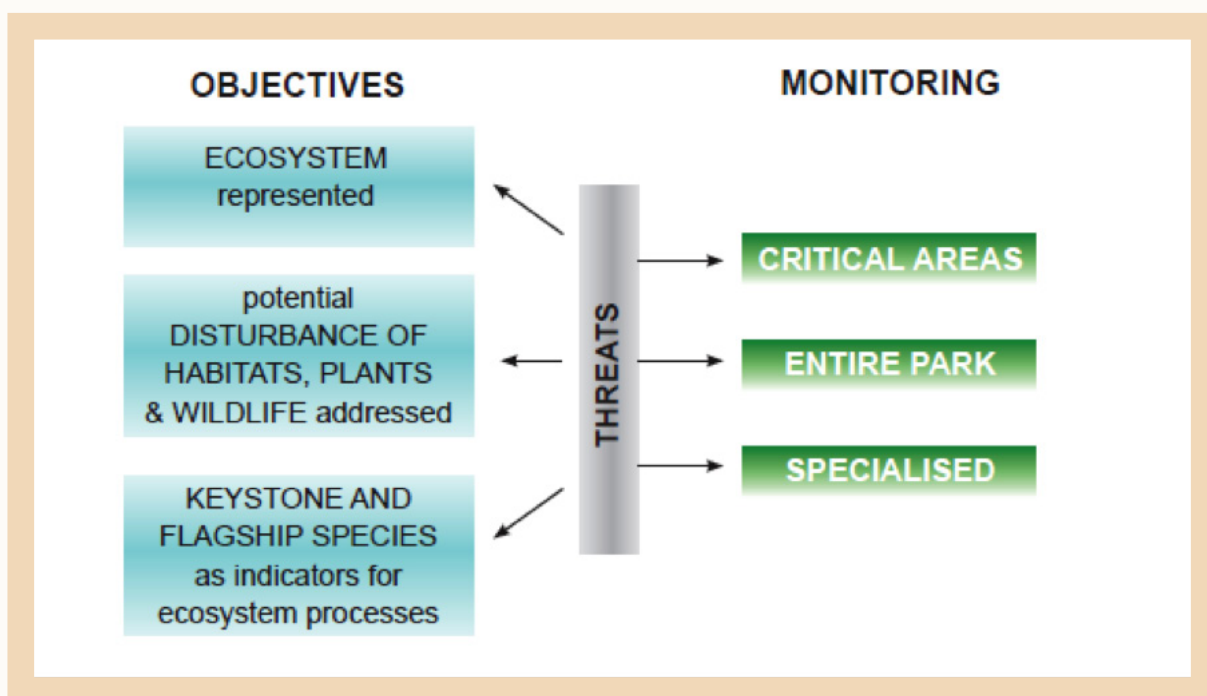 OBJECTIVES
ECOSYSTEM
represented
potential
DISTURBANCE OF
HABITATS, PLANTS
& WILDLIFE addressed
KEYSTONE AND
FLAGSHIP SPECIES
as indicators for
ecosystem processes
THREATS
MONITORING
CRITICAL AREAS
ENTIRE PARK
SPECIALISED